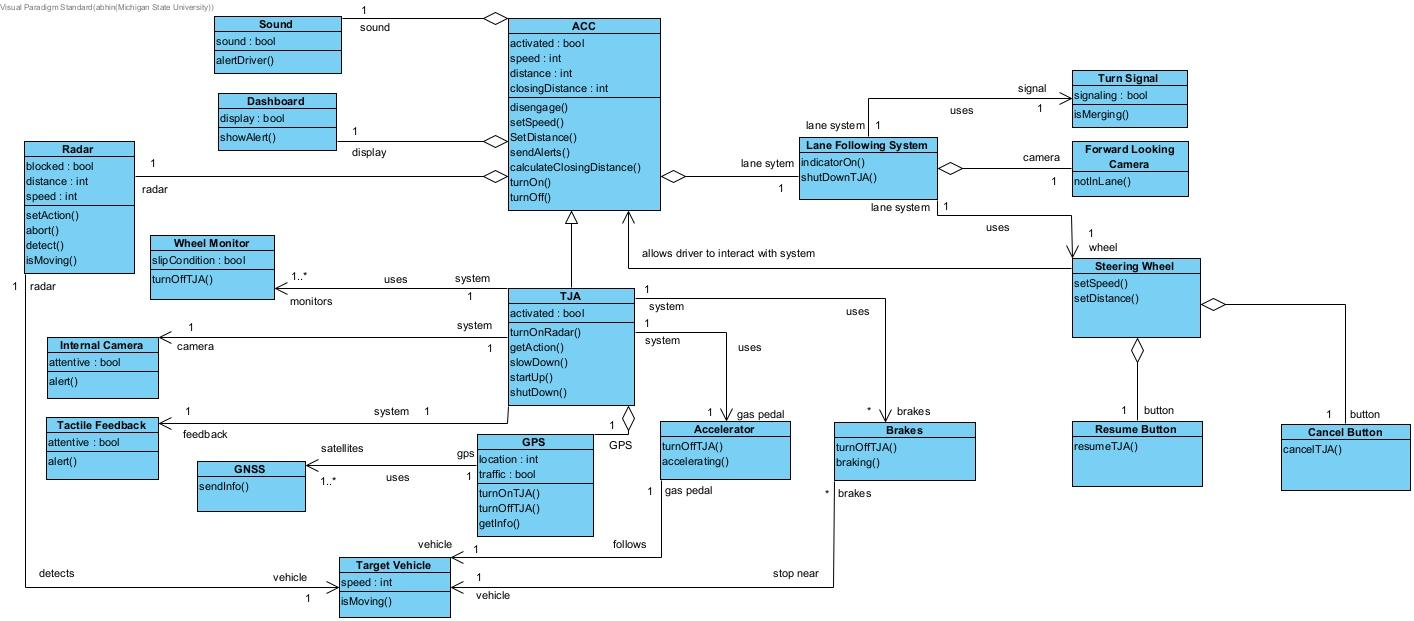 Visual Paradigm Standard(abhin(Michigan State University))
Sound
sound : bool
alertDriver()
1
sound
ACC
activated : bool
speed : int
distance : int
closingDistance : int
disengage()
setSpeed()
SetDistance()
sendAlerts()
calculateClosingDistance()
turnOn()
turnOff()
Dashboard
display : bool
showAlert()
1
display
Radar
blocked : bool
distance : int
speed : int
setAction()
abort()
detect()
isMoving()
1
radar
lane sytem
1
Lane Following System
indicatorOn()
shutDownTJA()
lane system
1
uses
signal
1
Turn Signal
signaling : bool
isMerging()
camera
1
Forward Looking
Camera
notInLane()
lane system
1
uses
1
wheel
Steering Wheel
setSpeed()
setDistance()
allows driver to interact with system
Wheel Monitor
slipCondition : bool
turnOffTJA()
1..*
monitors
uses
system
1
TJA
activated : bool
turnOnRadar()
getAction()
slowDown()
startUp()
shutDown()
1
system
uses
1
system
uses
1 radar
Internal Camera
attentive : bool
alert()
1
camera
system
1
Tactile Feedback
attentive : bool
alert()
1
feedback
system
1
1
GPS
GPS
location : int
traffic : bool
turnOnTJA()
turnOffTJA()
getInfo()
gps
1
uses
satellites
1..*
GNSS
sendInfo()
1
gas pedal
Accelerator
turnOffTJA()
accelerating()
1
gas pedal
* brakes
Brakes
turnOffTJA()
braking()
* brakes
1 button
Resume Button
resumeTJA()
1
button
Cancel Button
cancelTJA()
vehicle
1
follows
Target Vehicle
speed : int
isMoving()
detects
vehicle
1
1
vehicle
stop near